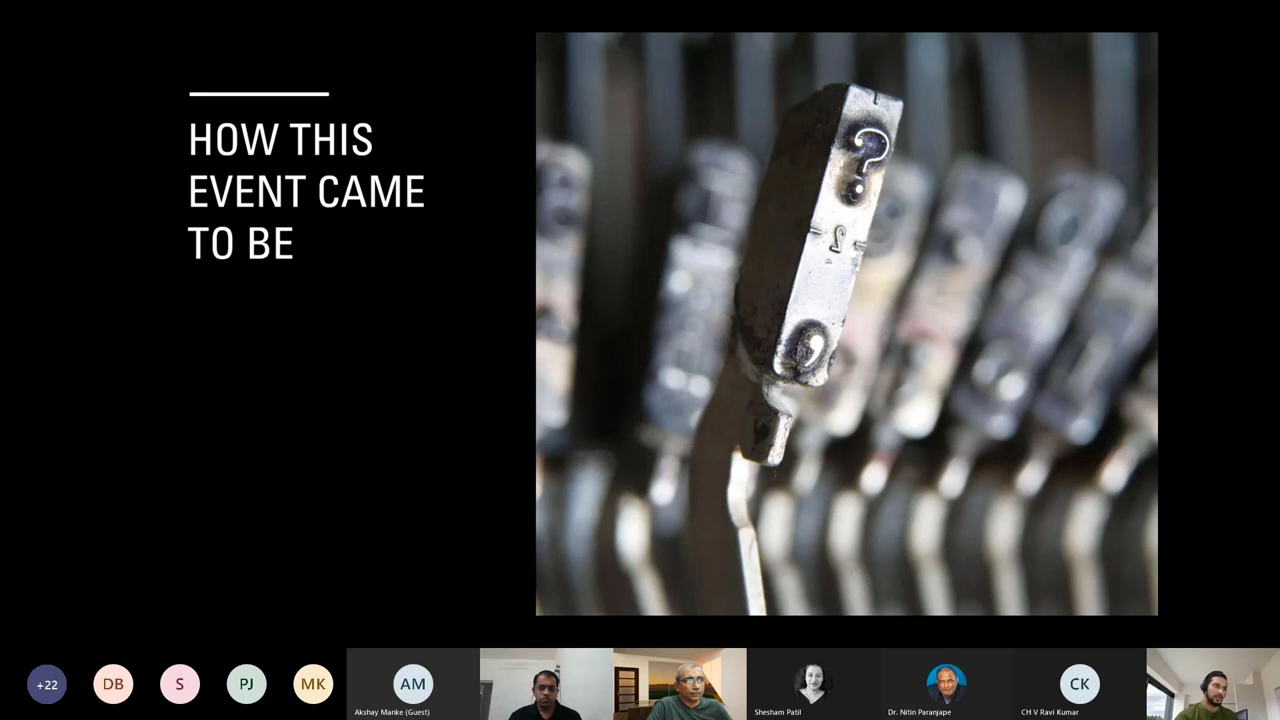 HOW THIS
EVENT CAME
TO BE
?
,
+22
DB
S
PJ
MK
AM
Akshay Manke (Guest)
Shesham Patil
Dr. Nitin Paranjape
CK
CH V Ravi Kumar